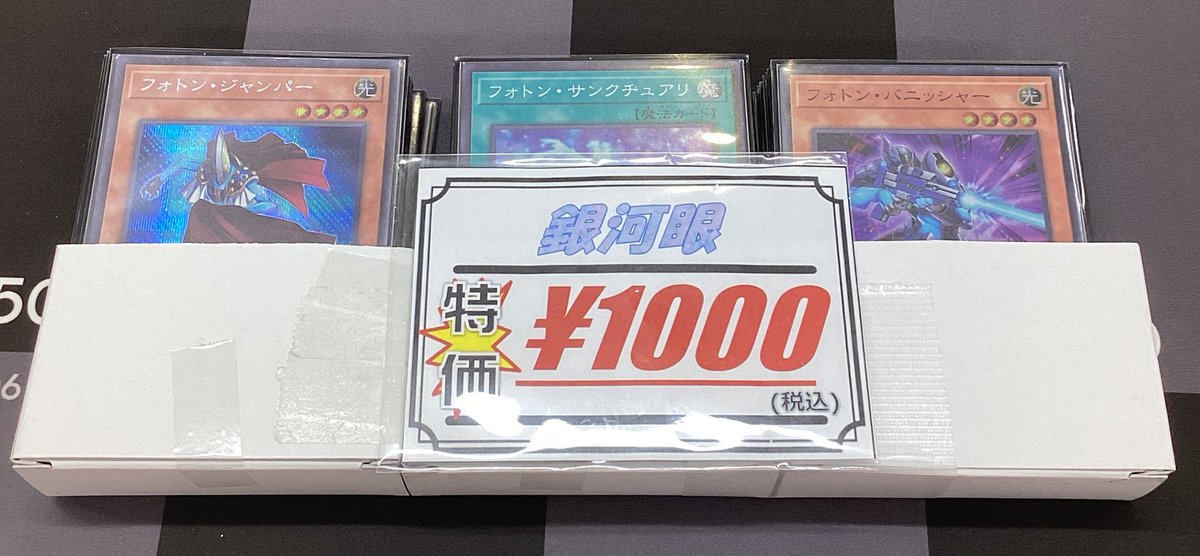 フォトン・ジャンパー
光
フォトン・サンクチュアリ
魔
【魔法カード】
フォトン・バニッシャー
光
銀河眼
特価
¥1000
(税込)